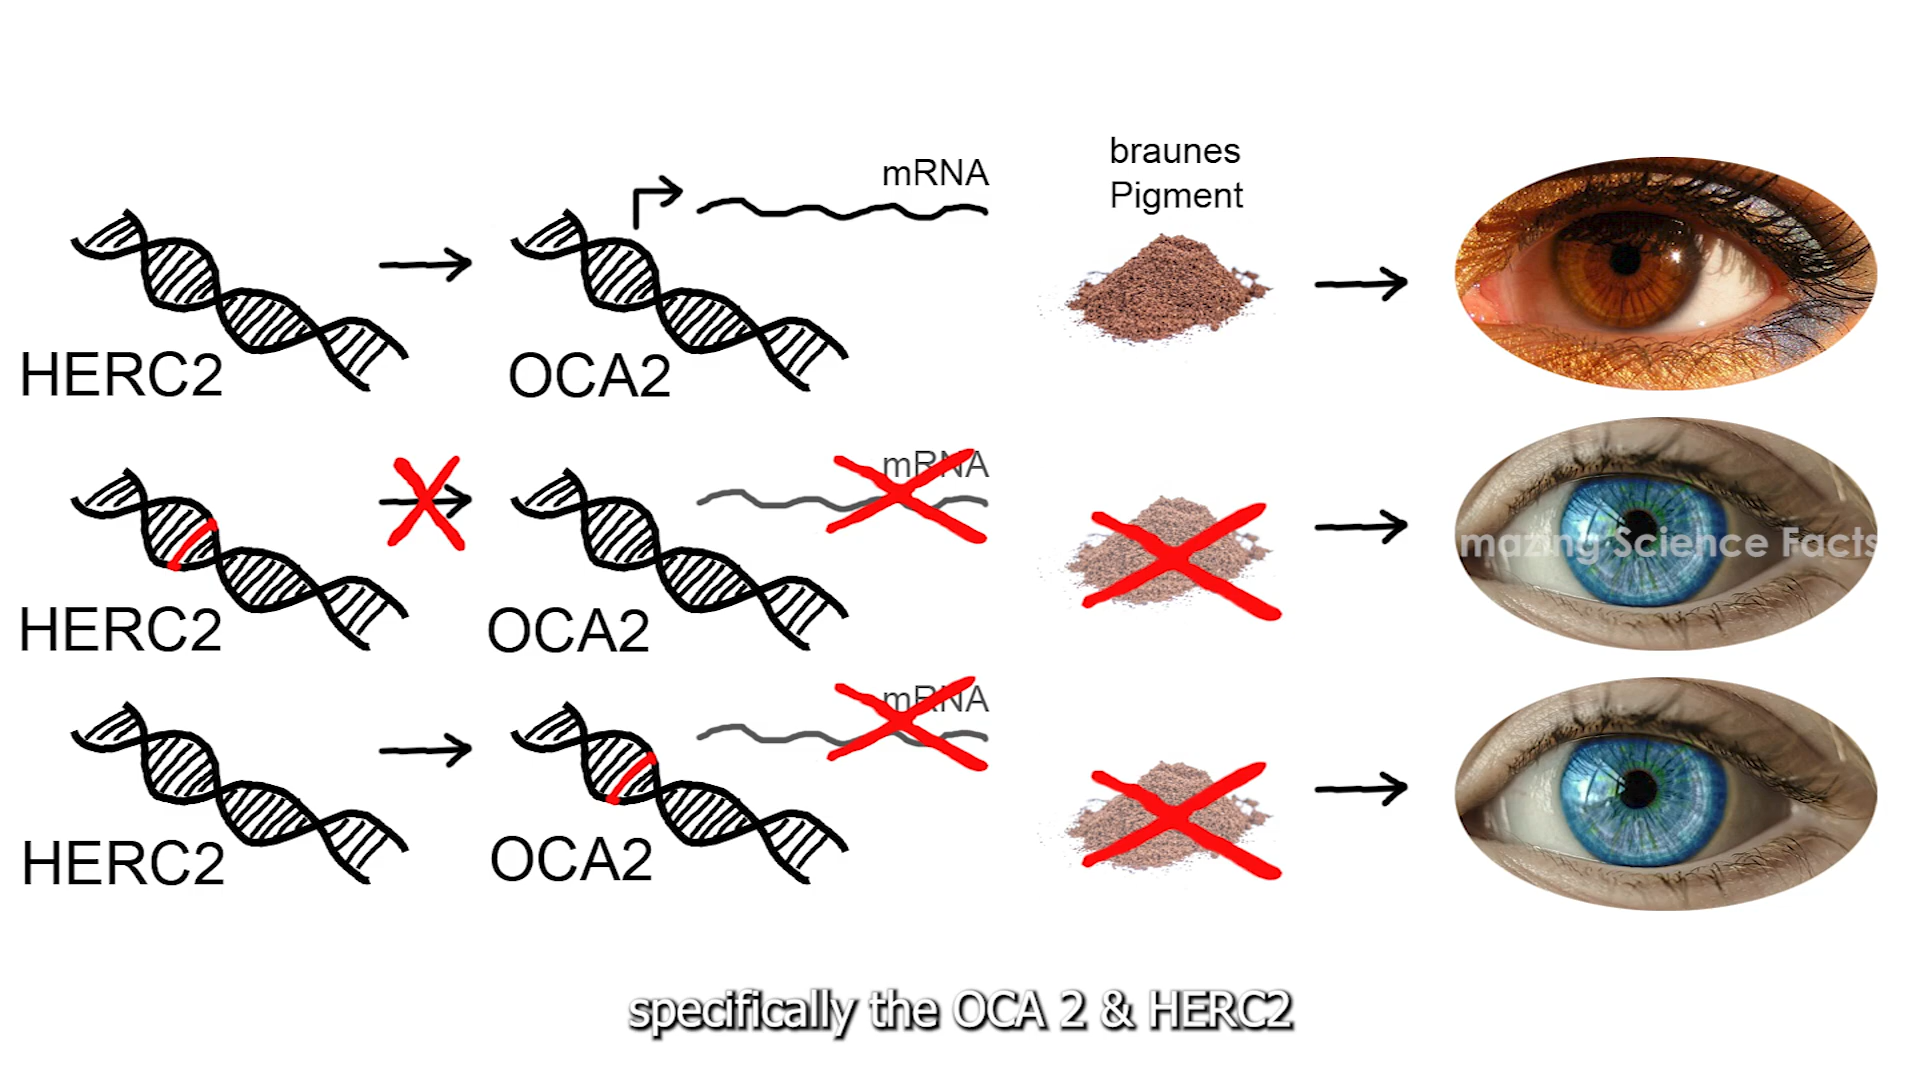 braunes
Pigment
mRNA
HERC2
OCA2
mRNA
HERC2
OCA2
mazing Science Facts
mRNA
HERC2
OCA2
specifically the OCA 2 & HERC2